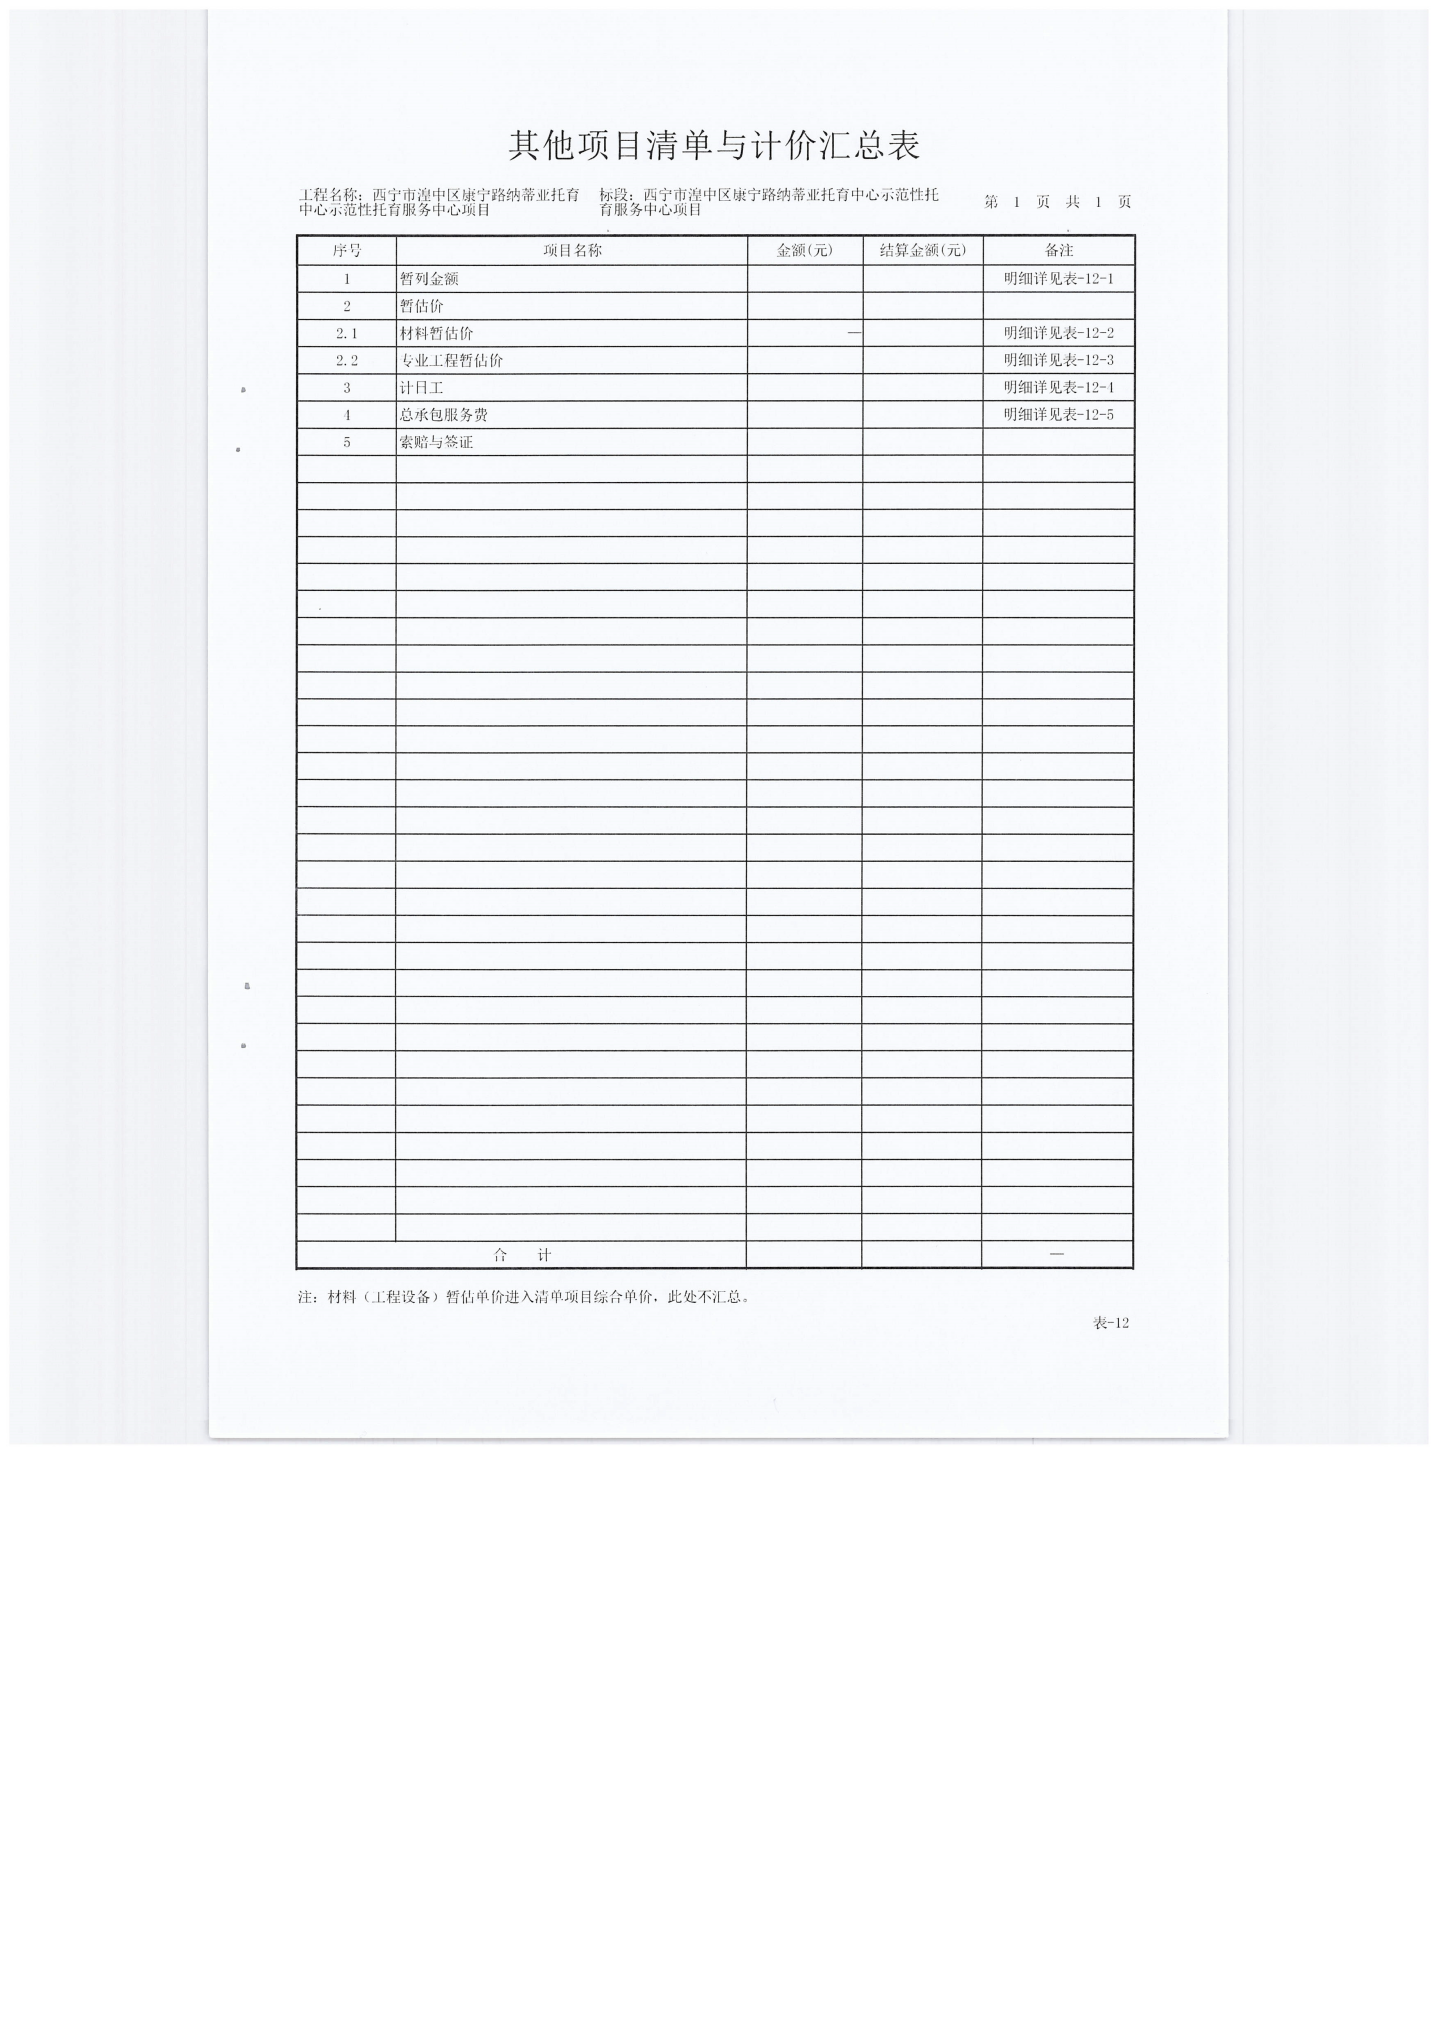 其他项目清单与计价汇总表
工程名称：西宁市湟中区康宁路纳蒂亚托育
中心示范性托育服务中心项目
标段：西宁市湟中区康宁路纳蒂亚托育中心示范性托
育服务中心项目
第 1 页 共 1 页
序号 项目名称 金额(元) 结算金额(元) 备注
1 暂列金额 明细详见表-12-1
2 暂估价
2.1 材料暂估价 — 明细详见表-12-2
2.2 专业工程暂估价 明细详见表-12-3
3 计日工 明细详见表-12-4
4 总承包服务费 明细详见表-12-5
5 索赔与签证
合 计 —
注：材料（工程设备）暂估单价进入清单项目综合单价，此处不汇总。
表-12